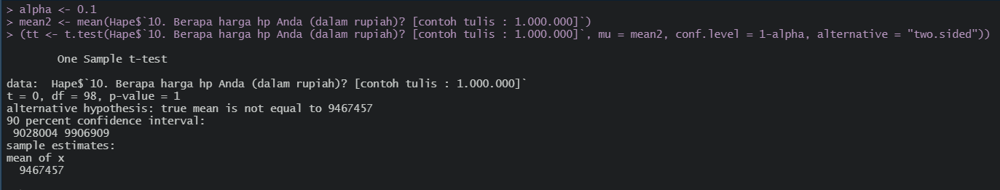 > alpha <- 0.1
> mean2 <- mean(Hape$`10. Berapa harga hp Anda (dalam rupiah)? [contoh tulis : 1.000.000]`)
> (tt <- t.test(Hape$`10. Berapa harga hp Anda (dalam rupiah)? [contoh tulis : 1.000.000]`, mu = mean2, conf.level = 1-alpha, alternative = "two.sided"))
One Sample t-test
data:  Hape$`10. Berapa harga hp Anda (dalam rupiah)? [contoh tulis : 1.000.000]`
t = 0, df = 98, p-value = 1
alternative hypothesis: true mean is not equal to 9467457
90 percent confidence interval:
9028004 9906909
sample estimates:
mean of x
9467457